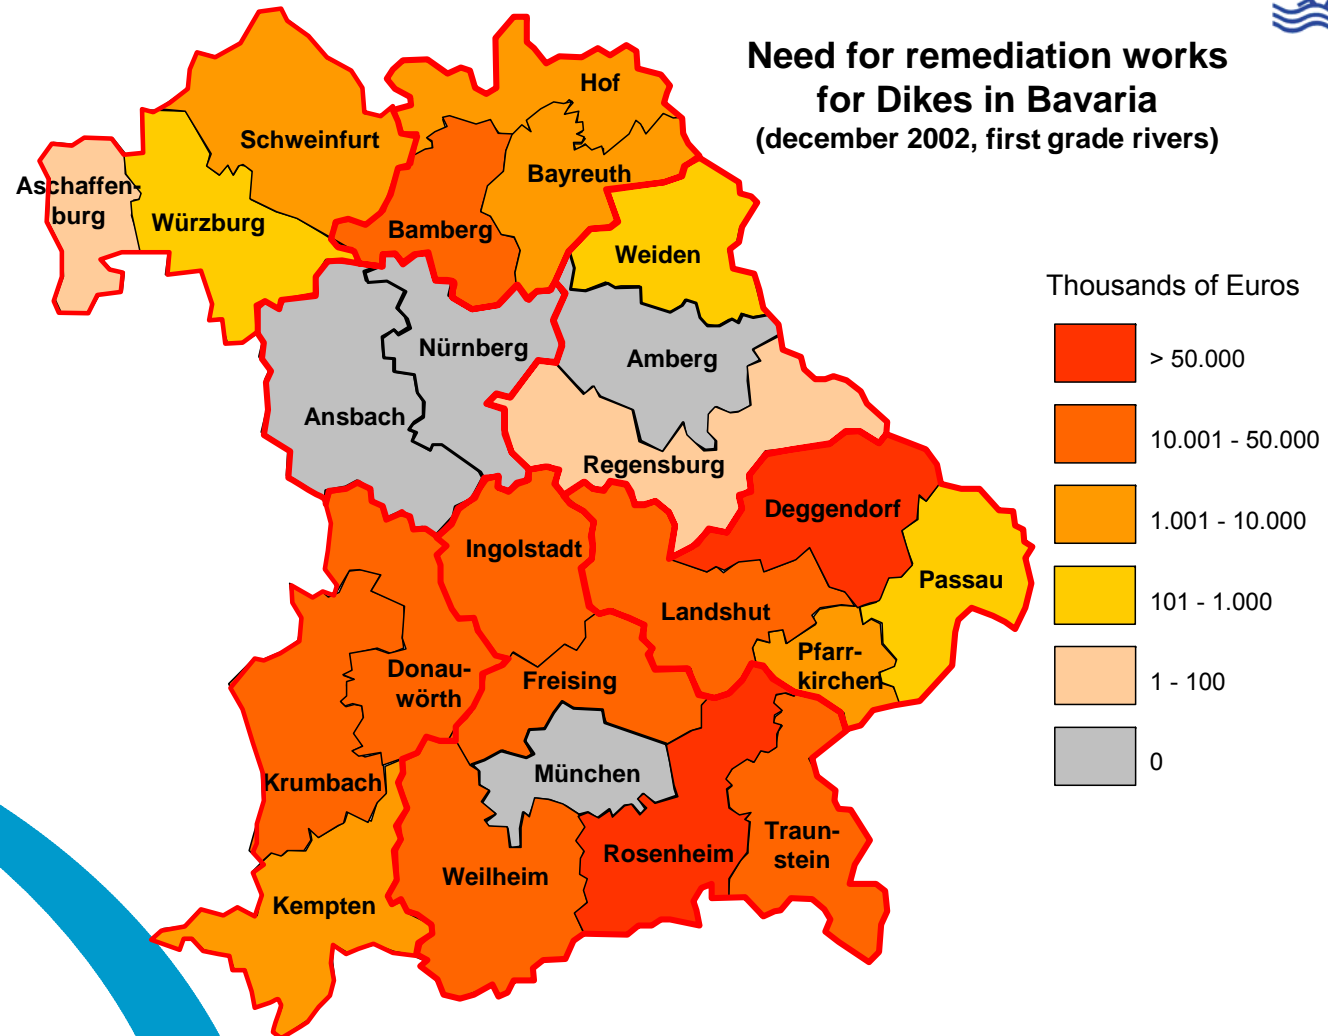 Need for remediation works
for Dikes in Bavaria
(december 2002, first grade rivers)
Hof
Schweinfurt
Bayreuth
Aschaffen-
burg
Würzburg
Bamberg
Weiden
Nürnberg
Amberg
Ansbach
Regensburg
Deggendorf
Ingolstadt
Passau
Landshut
Pfarr-
kirchen
Donau-
wörth
Freising
München
Krumbach
Traun-
stein
Rosenheim
Weilheim
Kempten
Thousands of Euros
> 50.000
10.001 - 50.000
1.001 - 10.000
101 - 1.000
1 - 100
0